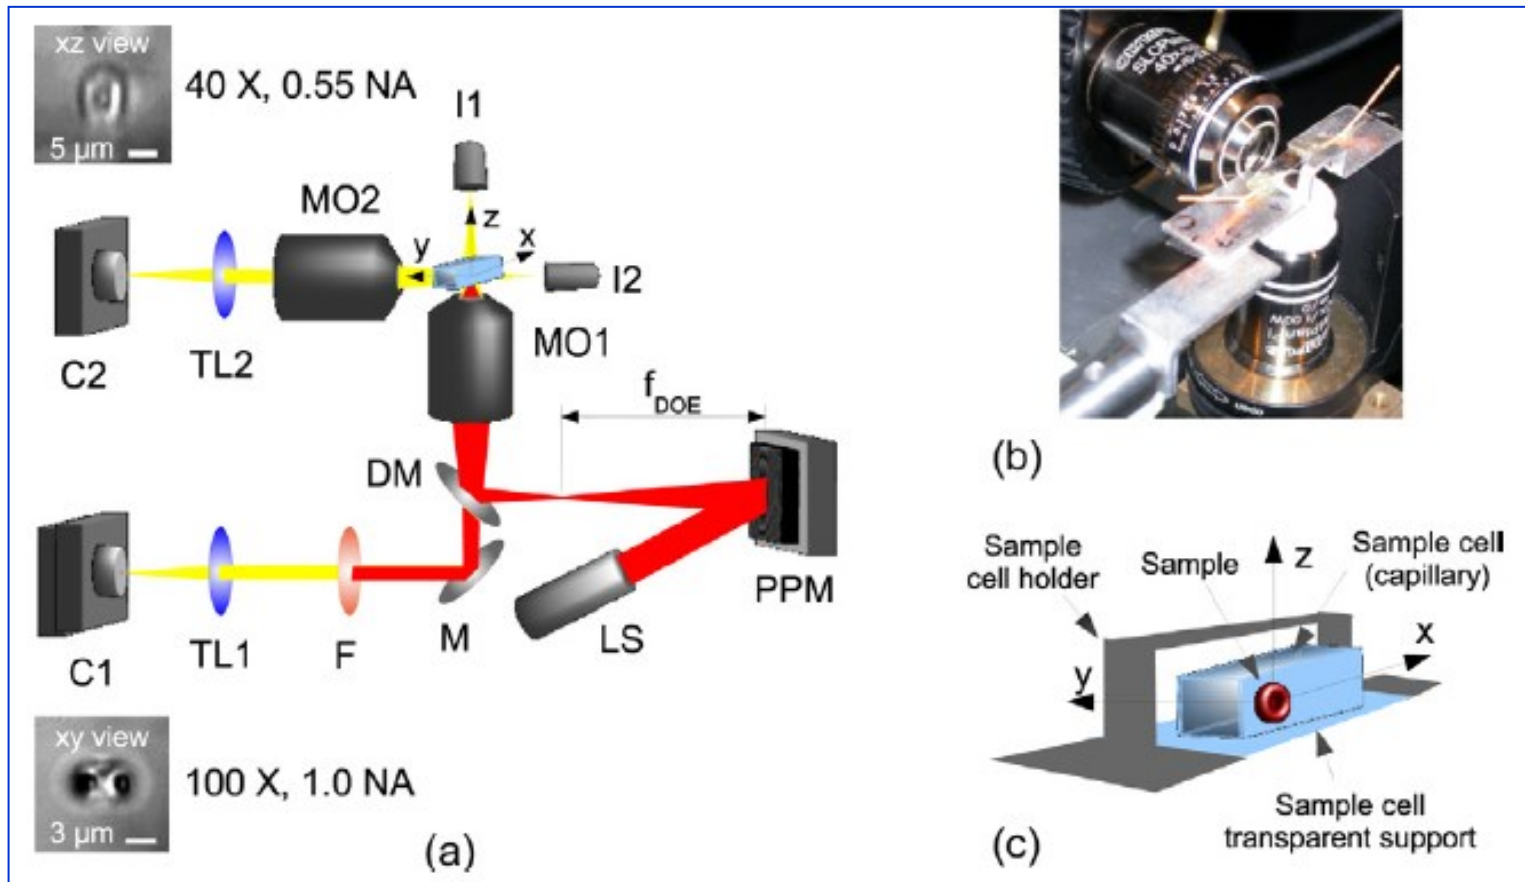 xz view
5 µm
40 X, 0.55 NA
I1
MO2
z
y
x
I2
C2
TL2
MO1
f DOE
DM
PPM
LS
M
F
TL1
C1
xy view
3 µm
100 X, 1.0 NA
(a)
40x
(b)
Sample
cell holder
Sample
z
Sample cell
(capillary)
x
y
Sample cell
transparent support
(c)